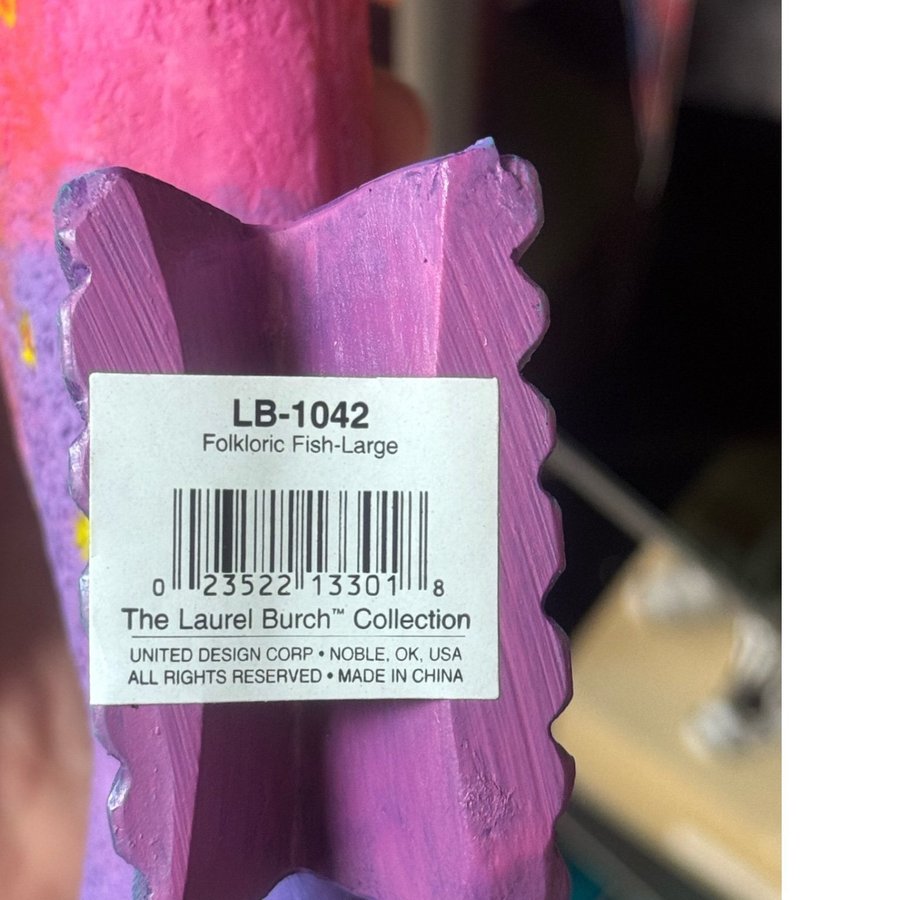 LB-1042
Folkloric Fish-Large
0 23522 13301 8
The Laurel Burch™ Collection
UNITED DESIGN CORP • NOBLE, OK, USA
ALL RIGHTS RESERVED • MADE IN CHINA